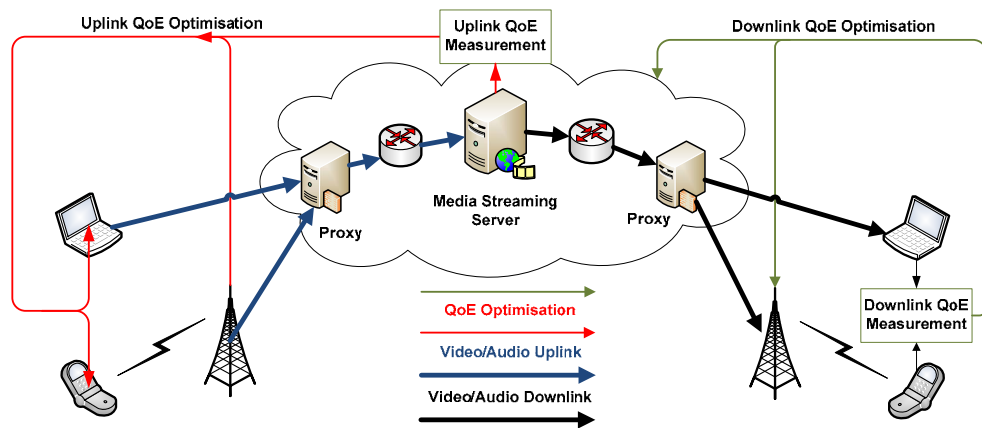 Uplink QoE Optimisation
Uplink QoE
Measurement
Downlink QoE Optimisation
Media Streaming
Server
Proxy
Proxy
Downlink QoE
Measurement
QoE Optimisation
Video/Audio Uplink
Video/Audio Downlink